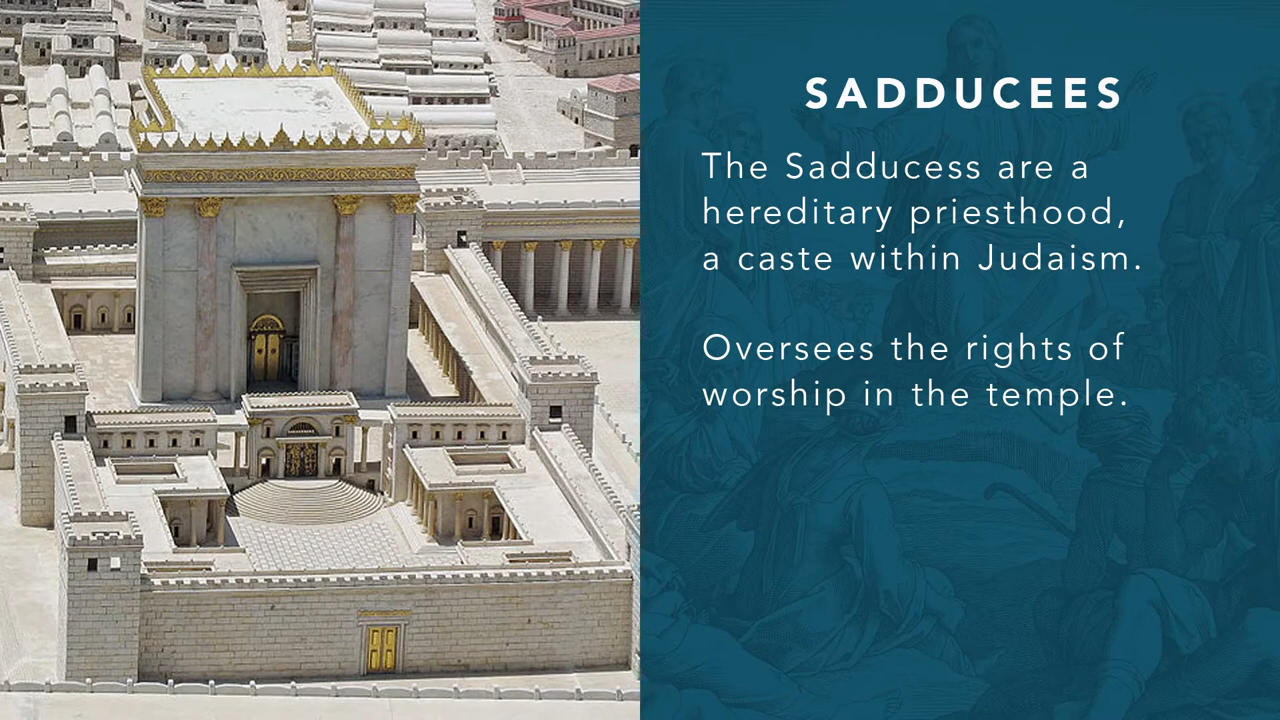 SADDUCEES
The Sadducess are a
hereditary priesthood,
a caste within Judaism.
Oversees the rights of
worship in the temple.